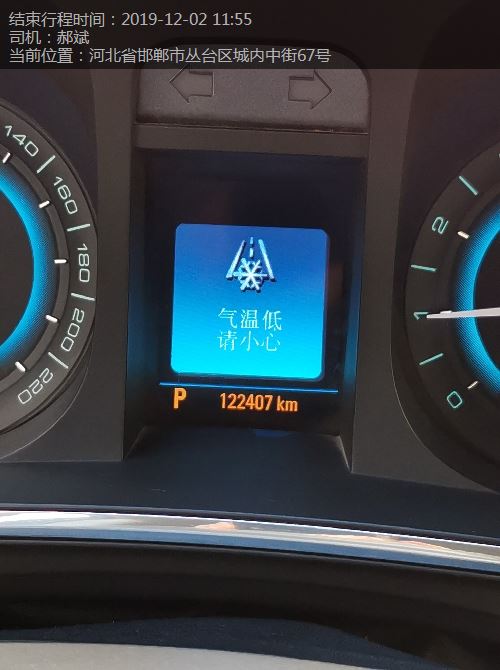 结束行程时间：2019-12-02 11:55
司机：郝斌
当前位置：河北省邯郸市丛台区城内中街67号
140
160
180
200
220
2
1
0
气温低
请小心
P 122407 km